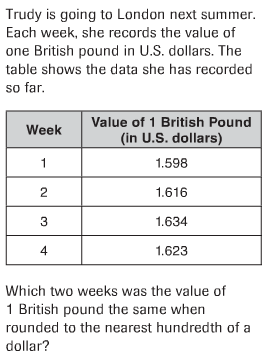 Trudy is going to London next summer.
Each week, she records the value of
one British pound in U.S. dollars. The
table shows the data she has recorded
so far.
Week Value of 1 British Pound
(in U.S. dollars)
1 1.598
2 1.616
3 1.634
4 1.623
Which two weeks was the value of
1 British pound the same when
rounded to the nearest hundredth of a
dollar?